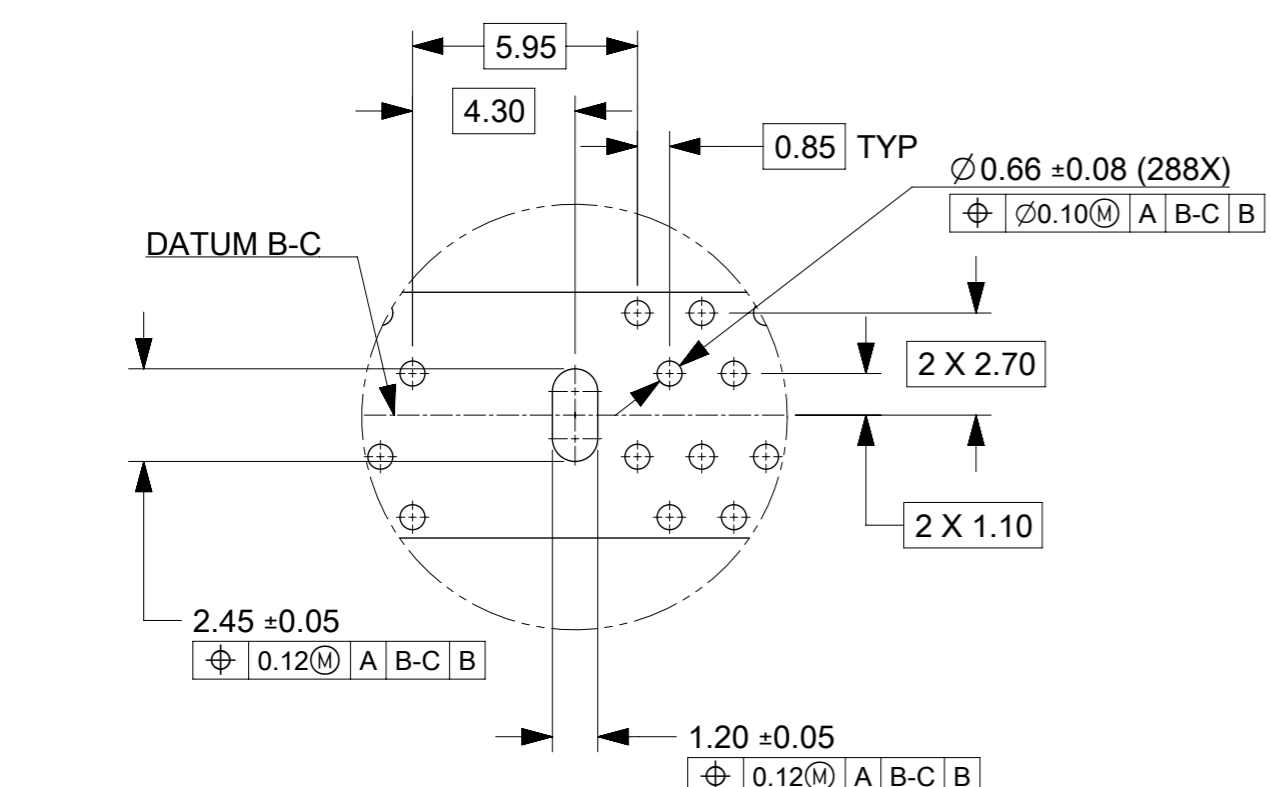 5.95
4.30
0.85 TYP
∅0.66 ±0.08 (288X)
⌖ ∅0.10Ⓜ A B-C B
DATUM B-C
2 X 2.70
2 X 1.10
2.45 ±0.05
⌖ 0.12Ⓜ A B-C B
1.20 ±0.05
⌖ 0.12Ⓜ A B-C B